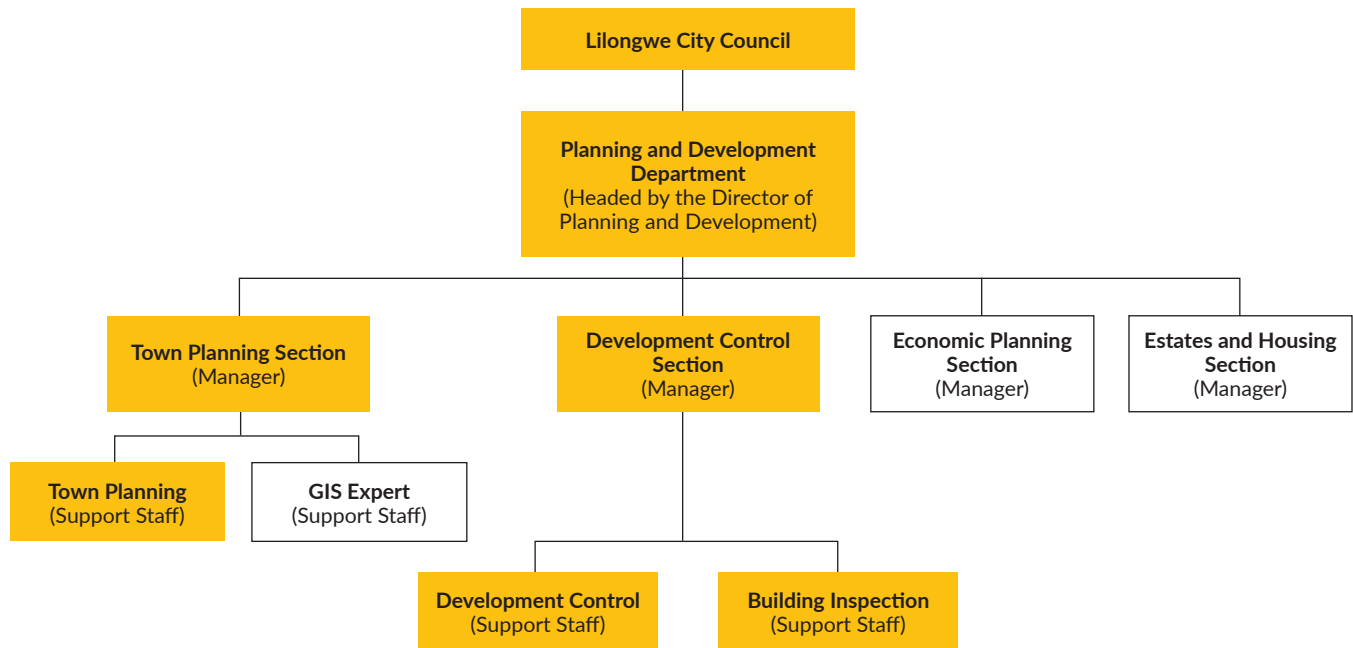 Lilongwe City Council
Planning and Development
Department
(Headed by the Director of
Planning and Development)
Town Planning Section
(Manager)
Development Control
Section
(Manager)
Economic Planning
Section
(Manager)
Estates and Housing
Section
(Manager)
Town Planning
(Support Staff)
GIS Expert
(Support Staff)
Development Control
(Support Staff)
Building Inspection
(Support Staff)